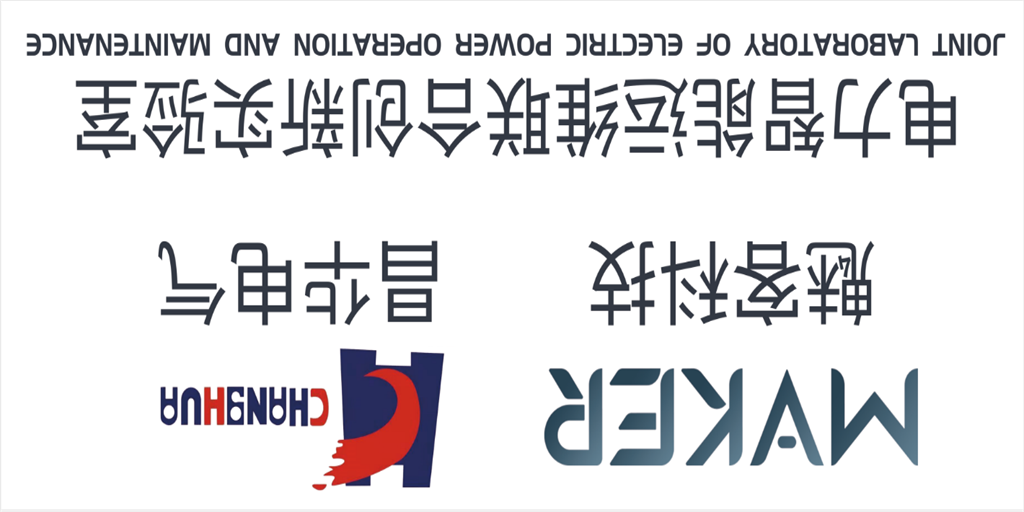 MAKER
CHANGHUA
魅客科技
昌华电气
电力智能运维联合创新实验室
JOINT LABORATORY OF ELECTRIC POWER OPERATION AND MAINTENANCE